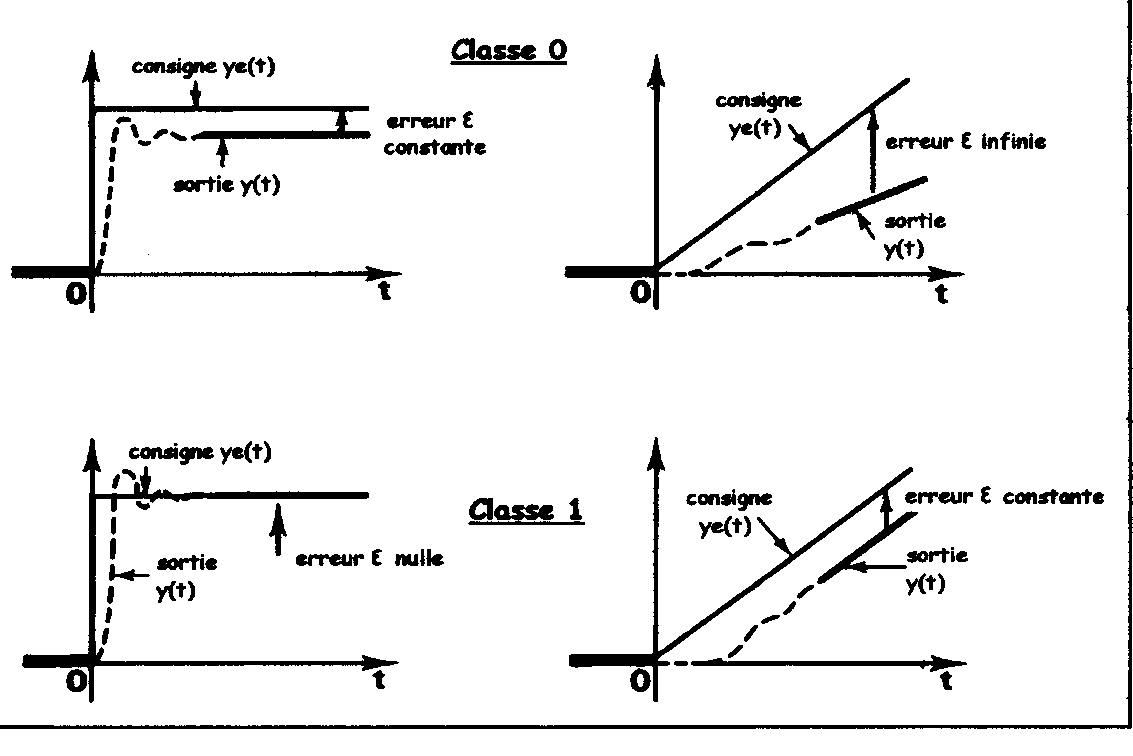 Classe 0
consigne ye(t)
erreur ε
constante
sortie y(t)
0
t
consigne
ye(t)
erreur ε infinie
sortie
y(t)
0
t
consigne ye(t)
Classe 1
erreur ε nulle
sortie
y(t)
0
t
consigne
ye(t)
erreur ε constante
sortie
y(t)
0
t